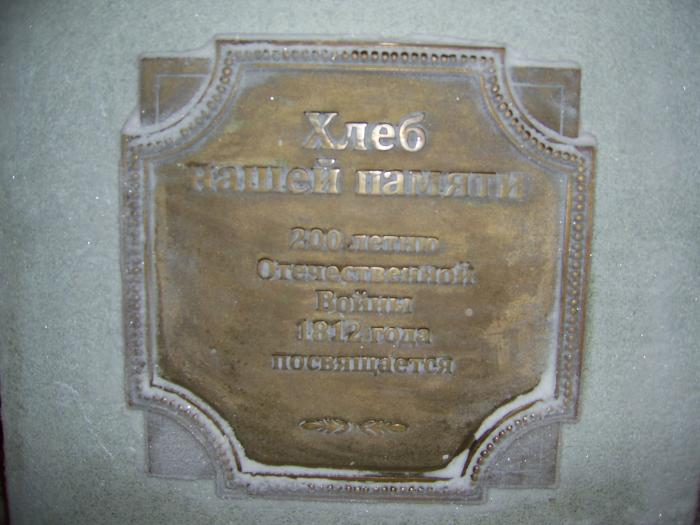 Хлеб
нашей памяти
200 летию
Отечественной
Войны
1812 года
посвящается